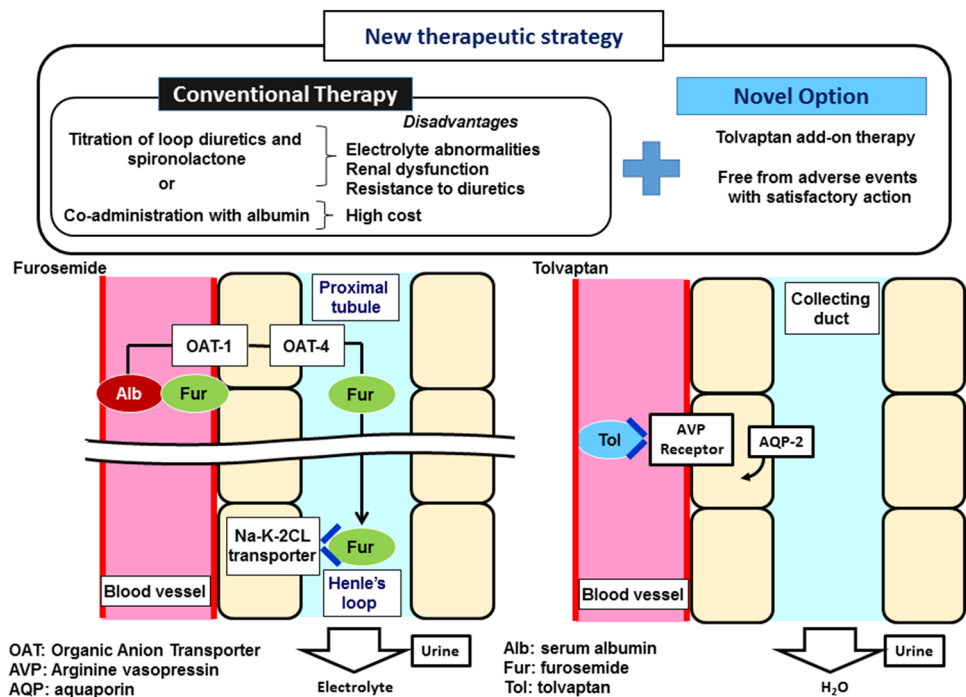 New therapeutic strategy
Conventional Therapy
Disadvantages
Titration of loop diuretics and
spironolactone
or
Co-administration with albumin
Electrolyte abnormalities
Renal dysfunction
Resistance to diuretics
High cost
Novel Option
Tolvaptan add-on therapy
Free from adverse events
with satisfactory action
Furosemide
Proximal
tubule
OAT-1
OAT-4
Alb
Fur
Fur
Na-K-2CL
transporter
Fur
Henle's
loop
Blood vessel
Urine
Electrolyte
Tolvaptan
Collecting
duct
Tol
AVP
Receptor
AQP-2
Blood vessel
Urine
H₂O
OAT: Organic Anion Transporter
AVP: Arginine vasopressin
AQP: aquaporin
Alb: serum albumin
Fur: furosemide
Tol: tolvaptan